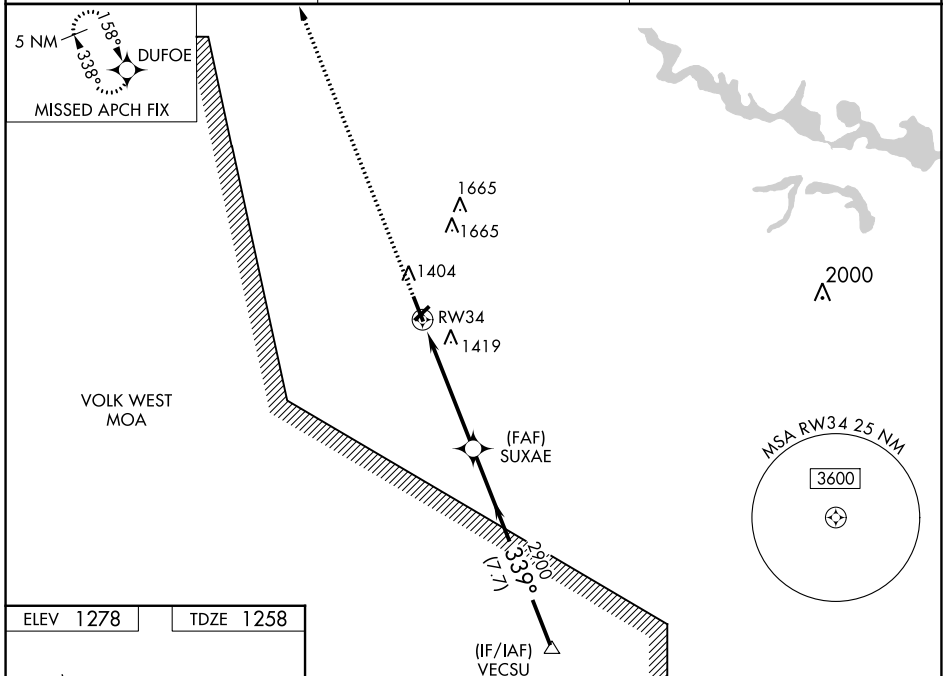 158°
5 NM
338°
DUFOE
MISSED APCH FIX
1665
1665
1404
2000
RW34
1419
VOLK WEST
MOA
(FAF)
SUXAE
MSA RW34 25 NM
3600
2900
339°
(7.7)
ELEV 1278
TDZE 1258
(IF/IAF)
VECSU